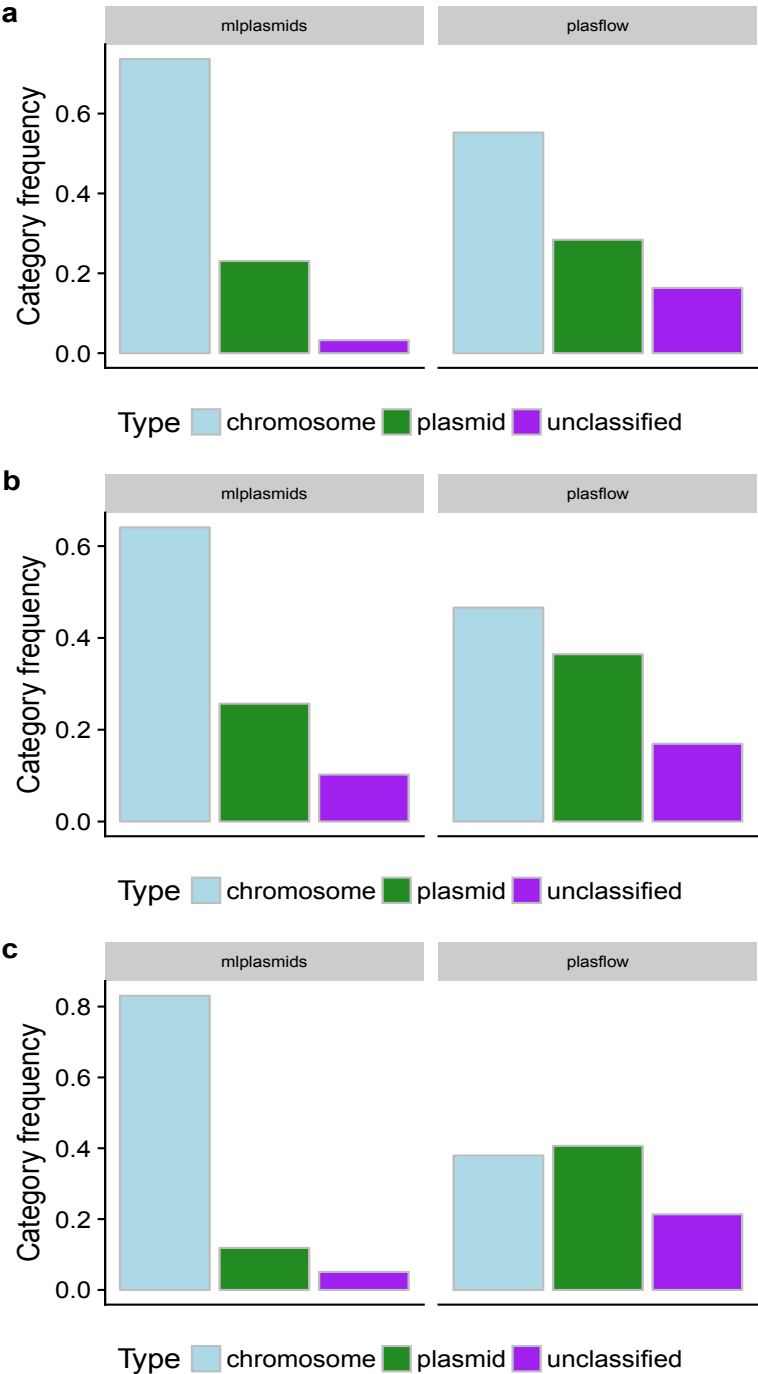 a
mlplasmids plasflow
Category frequency
0.6
0.4
0.2
0.0
Type chromosome plasmid unclassified
b
mlplasmids plasflow
Category frequency
0.6
0.4
0.2
0.0
Type chromosome plasmid unclassified
c
mlplasmids plasflow
Category frequency
0.8
0.6
0.4
0.2
0.0
Type chromosome plasmid unclassified